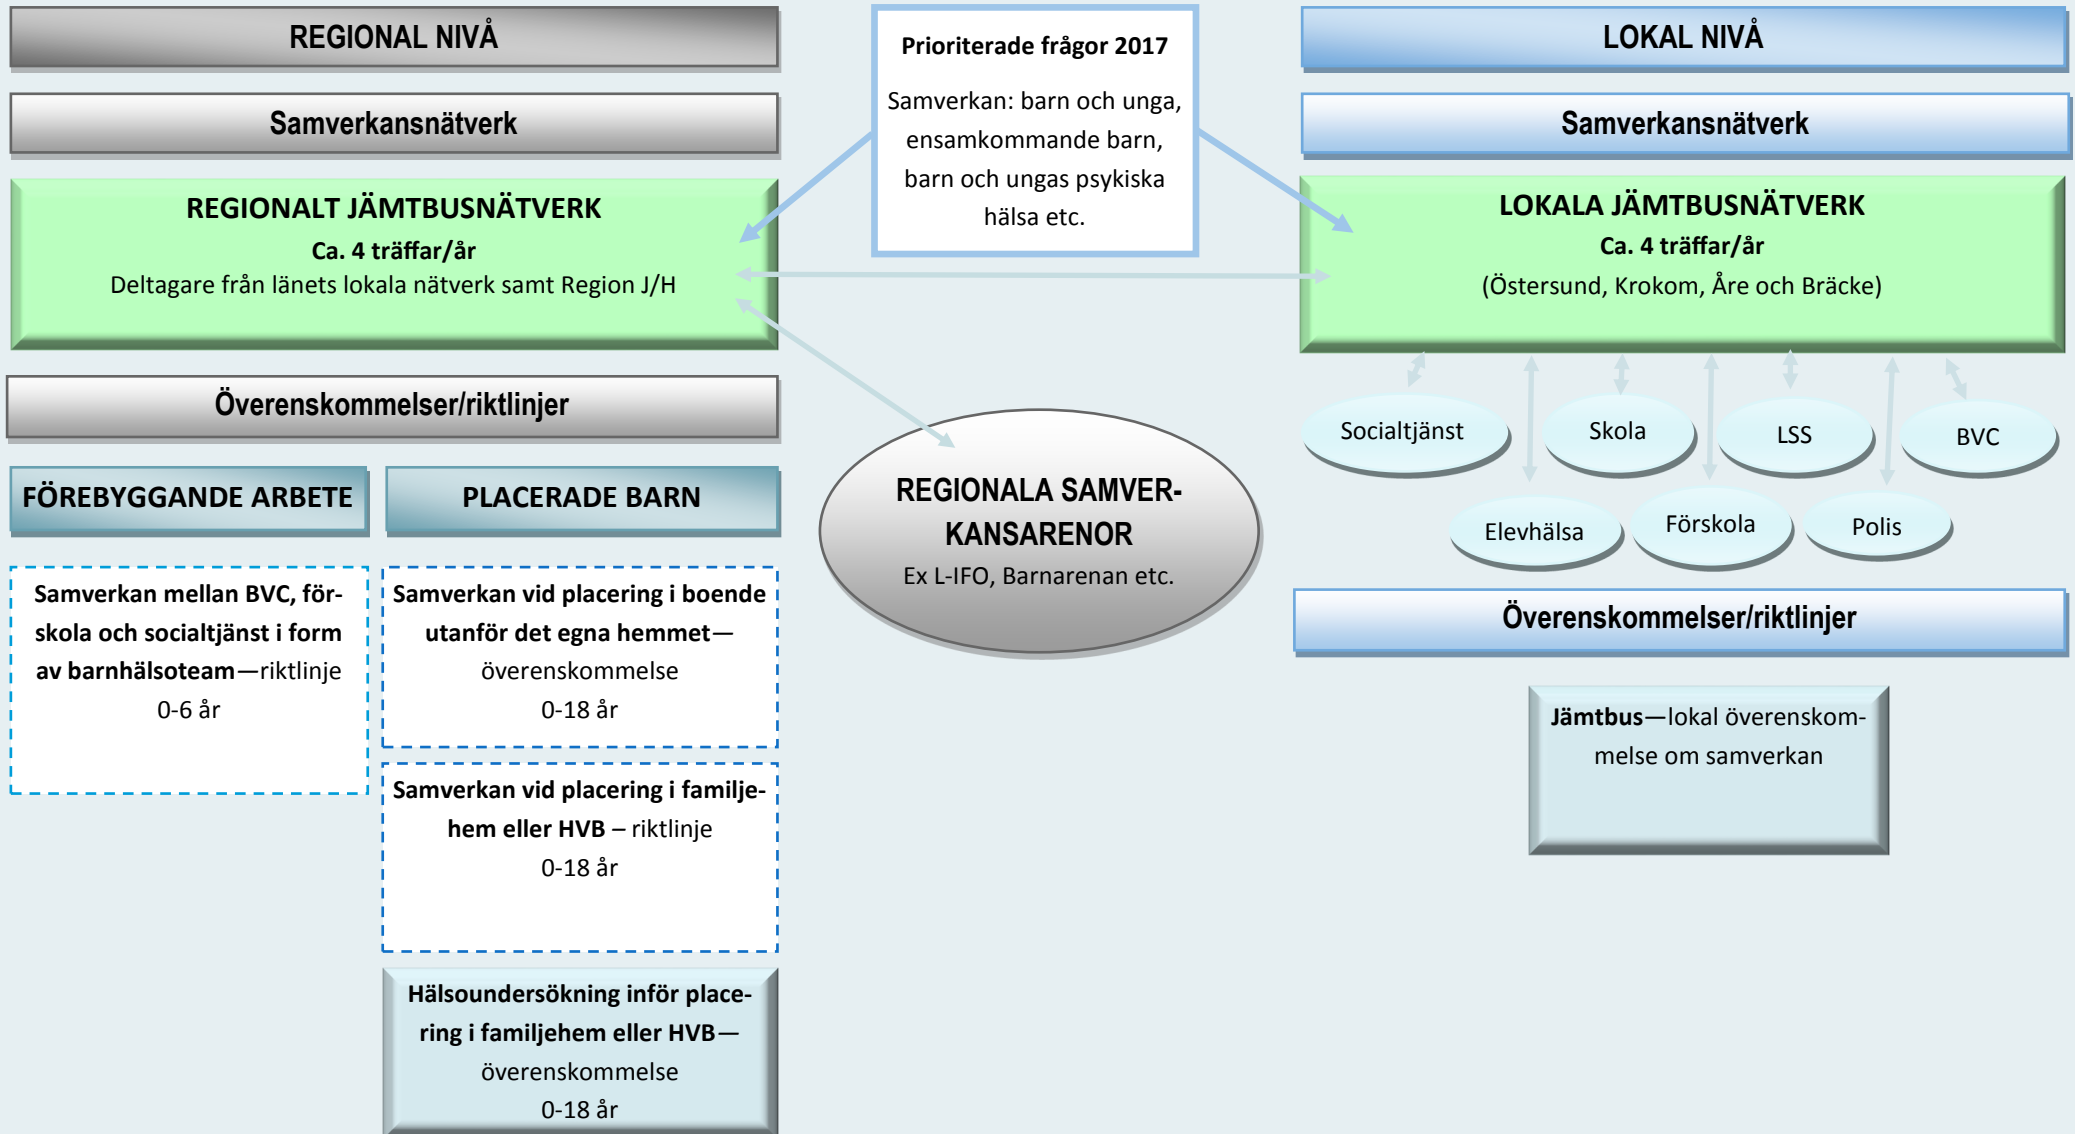 REGIONAL NIVÅ
Samverkansnätverk
REGIONALT JÄMTBUSNÄTVERK
Ca. 4 träffar/år
Deltagare från länets lokala nätverk samt Region J/H
Överenskommelser/riktlinjer
FÖREBYGGANDE ARBETE
Samverkan mellan BVC, för-
skola och socialtjänst i form
av barnhälsoteam—riktlinje
0-6 år
PLACERADE BARN
Samverkan vid placering i boende
utanför det egna hemmet—
överenskommelse
0-18 år
Samverkan vid placering i familje-
hem eller HVB – riktlinje
0-18 år
Hälsoundersökning inför place-
ring i familjehem eller HVB—
överenskommelse
0-18 år
Prioriterade frågor 2017
Samverkan: barn och unga,
ensamkommande barn,
barn och ungas psykiska
hälsa etc.
REGIONALA SAMVER-
KANSARENOR
Ex L-IFO, Barnarenan etc.
LOKAL NIVÅ
Samverkansnätverk
LOKALA JÄMTBUSNÄTVERK
Ca. 4 träffar/år
(Östersund, Krokom, Åre och Bräcke)
Socialtjänst
Skola
LSS
BVC
Elevhälsa
Förskola
Polis
Överenskommelser/riktlinjer
Jämtbus—lokal överenskom-
melse om samverkan